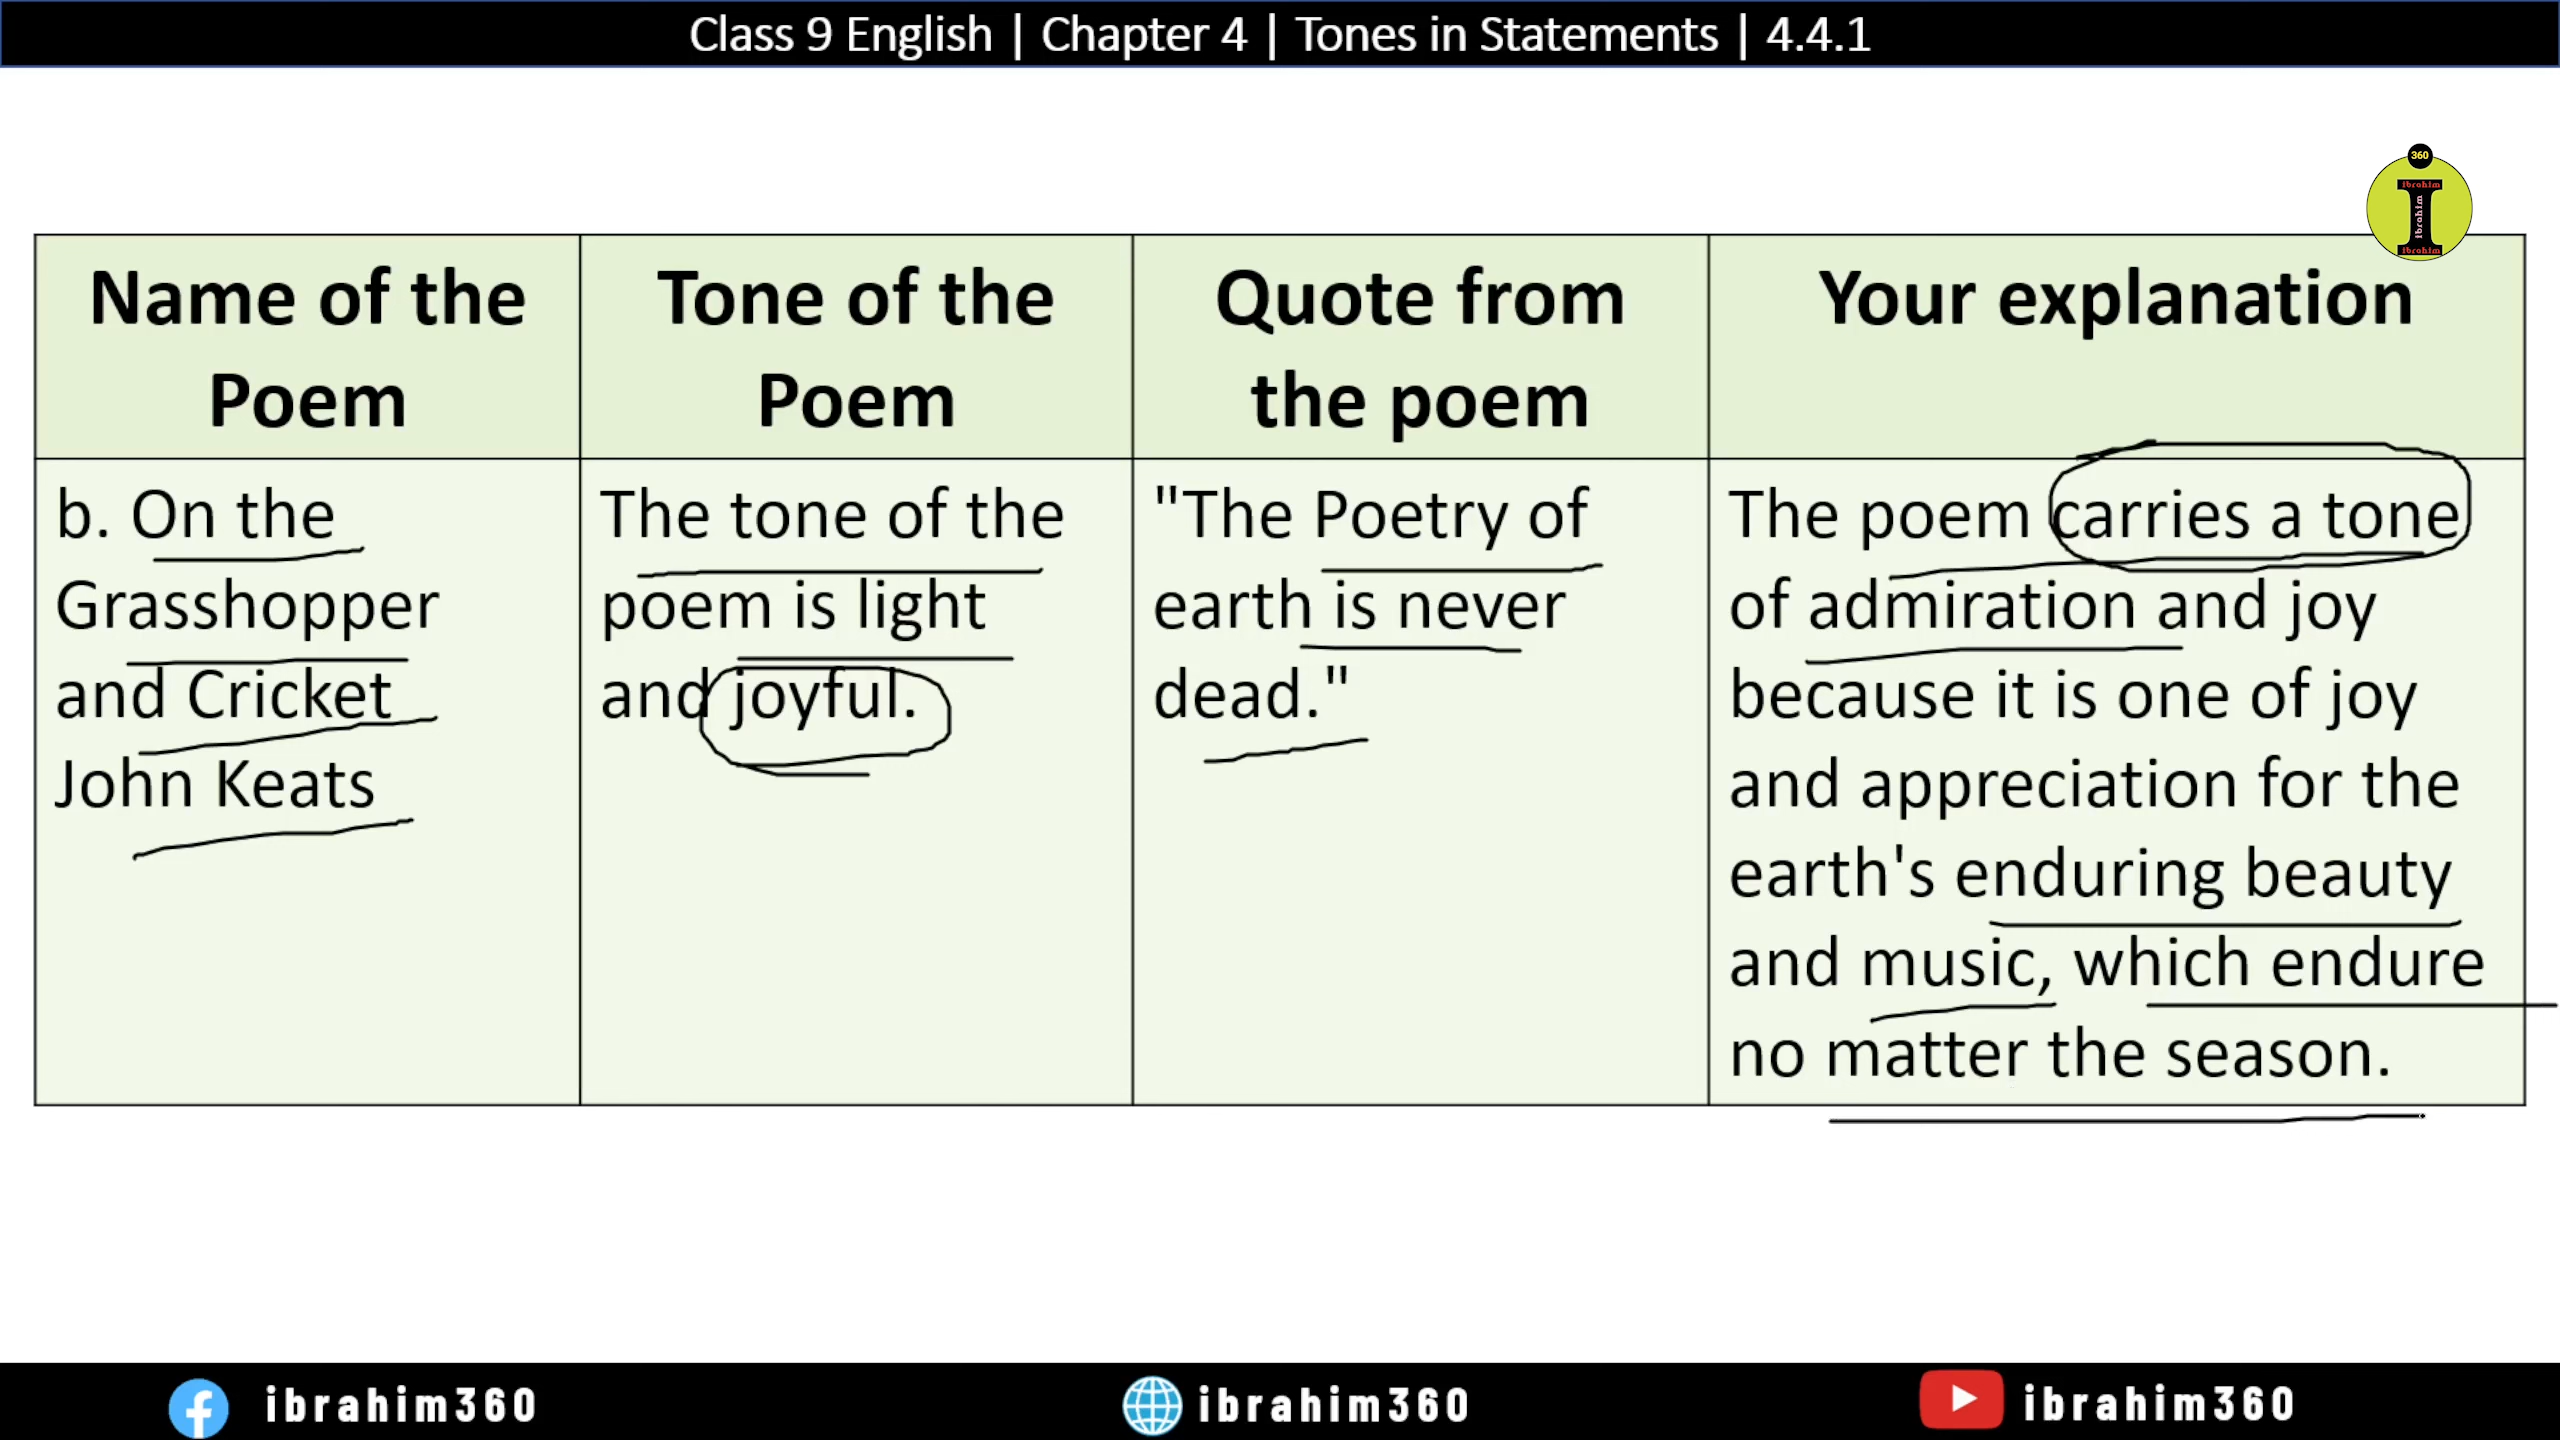 Class 9 English | Chapter 4 | Tones in Statements | 4.4.1
360
ibrahim
ibrahim
ibrahim
Name of the
Poem
Tone of the
Poem
Quote from
the poem
Your explanation
b. On the
Grasshopper
and Cricket
John Keats
The tone of the
poem is light
and joyful.
"The Poetry of
earth is never
dead."
The poem carries a tone
of admiration and joy
because it is one of joy
and appreciation for the
earth's enduring beauty
and music, which endure
no matter the season.
ibrahim360
ibrahim360
ibrahim360